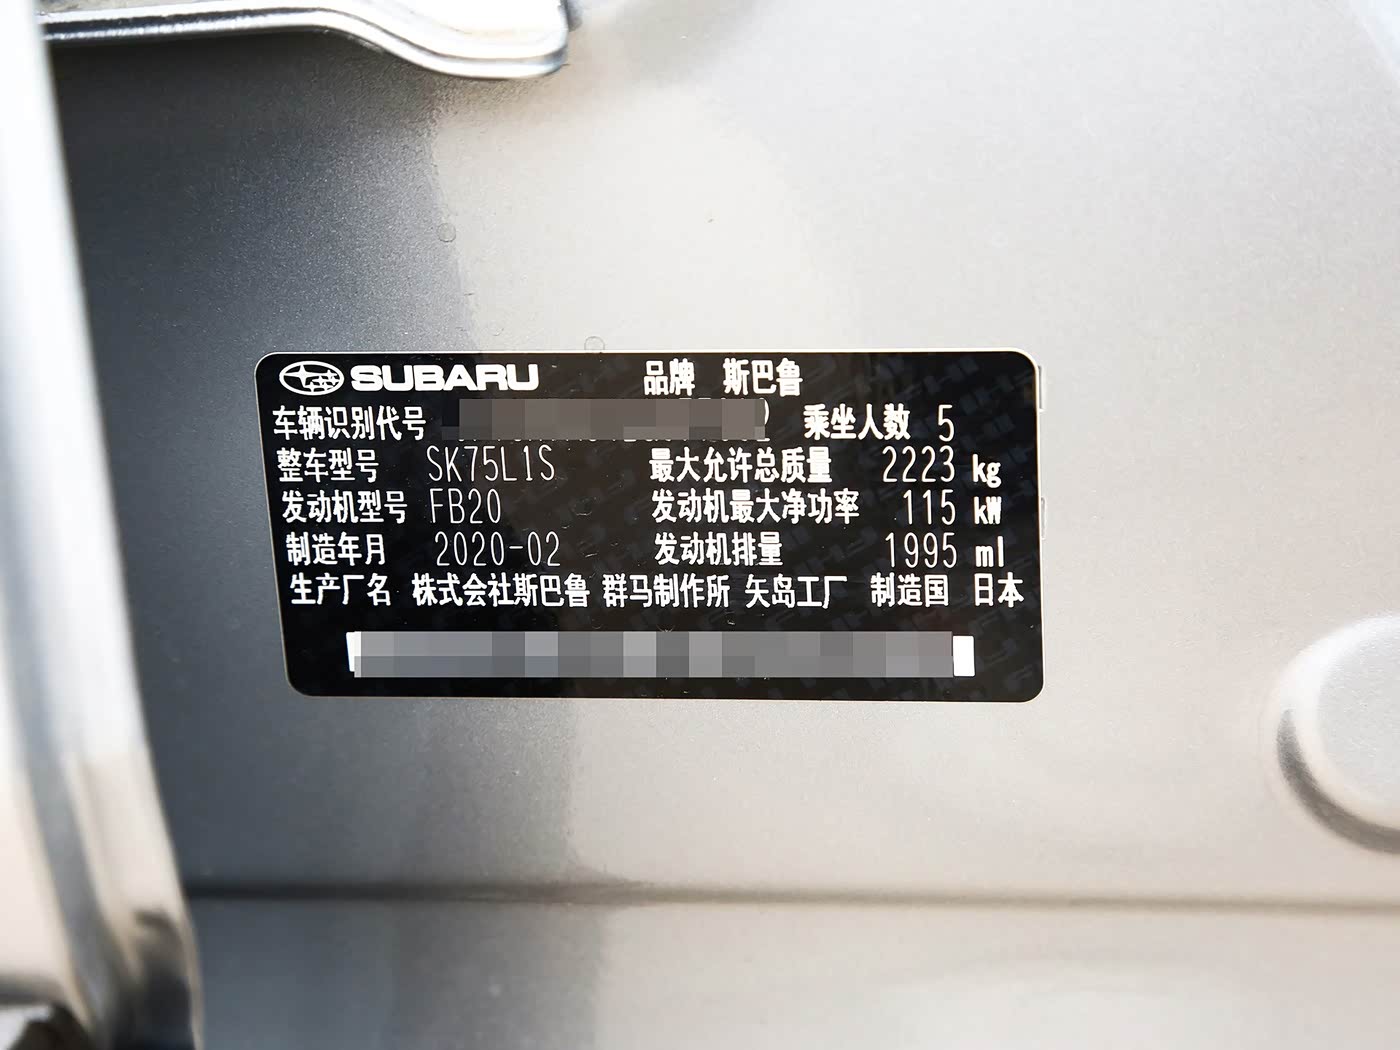 SUBARU 品牌 斯巴鲁
车辆识别代号 乘坐人数 5
整车型号 SK75L1S 最大允许总质量 2223 kg
发动机型号 FB20 发动机最大净功率 115 kW
制造年月 2020-02 发动机排量 1995 ml
生产厂名 株式会社斯巴鲁 群马制作所 矢岛工厂 制造国 日本